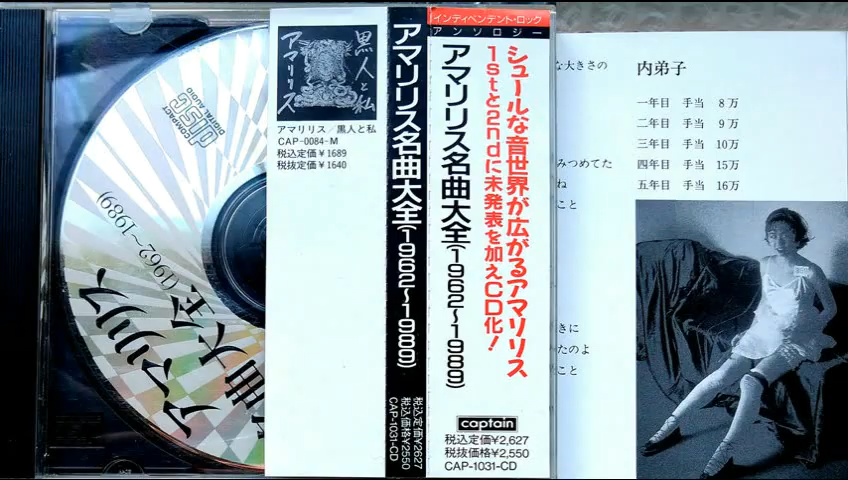 COMPACT
disc
DIGITAL AUDIO
アマリリス
名曲大全(1962~1989)
黒人と私
アマリリス
アマリリス/黒人と私
CAP-0084-M
税込定価¥1689
税抜定価¥1640
アマリリス名曲大全(1962~1989)
税込定価¥2627
税込価格¥2550
CAP-1031-CD
インディペンデント・ロック
アンソロジー
シュールな音世界が広がるアマリリス
1stと2ndに未発表を加えCD化!
アマリリス名曲大全(1962~1989)
captain
税込定価¥2,627
税抜価格¥2,550
CAP-1031-CD
な大きさの
みつめてた
ね
こと
きに
たのよ
こと
内弟子
一年目 手当 8万
二年目 手当 9万
三年目 手当 10万
四年目 手当 15万
五年目 手当 16万